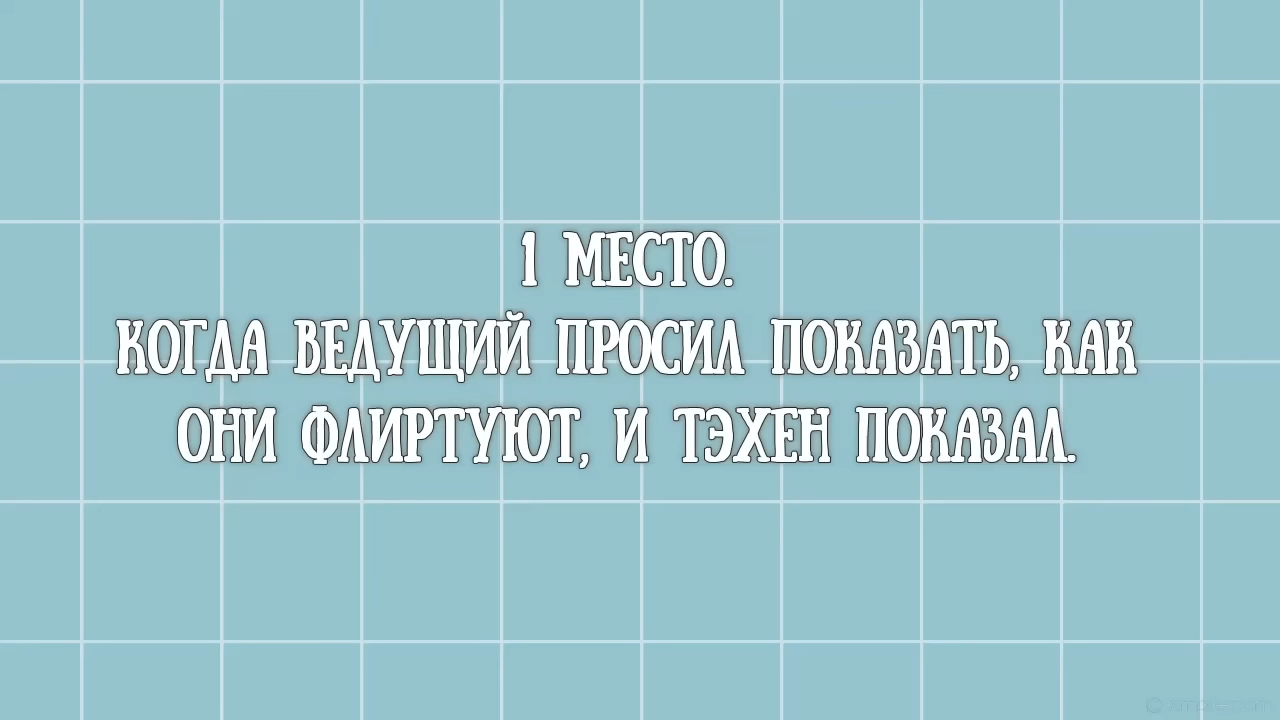 1 МЕСТО.
КОГДА ВЕДУЩИЙ ПРОСИЛ ПОКАЗАТЬ, КАК
ОНИ ФЛИРТУЮТ, И ТЭХЕН ПОКАЗАЛ.